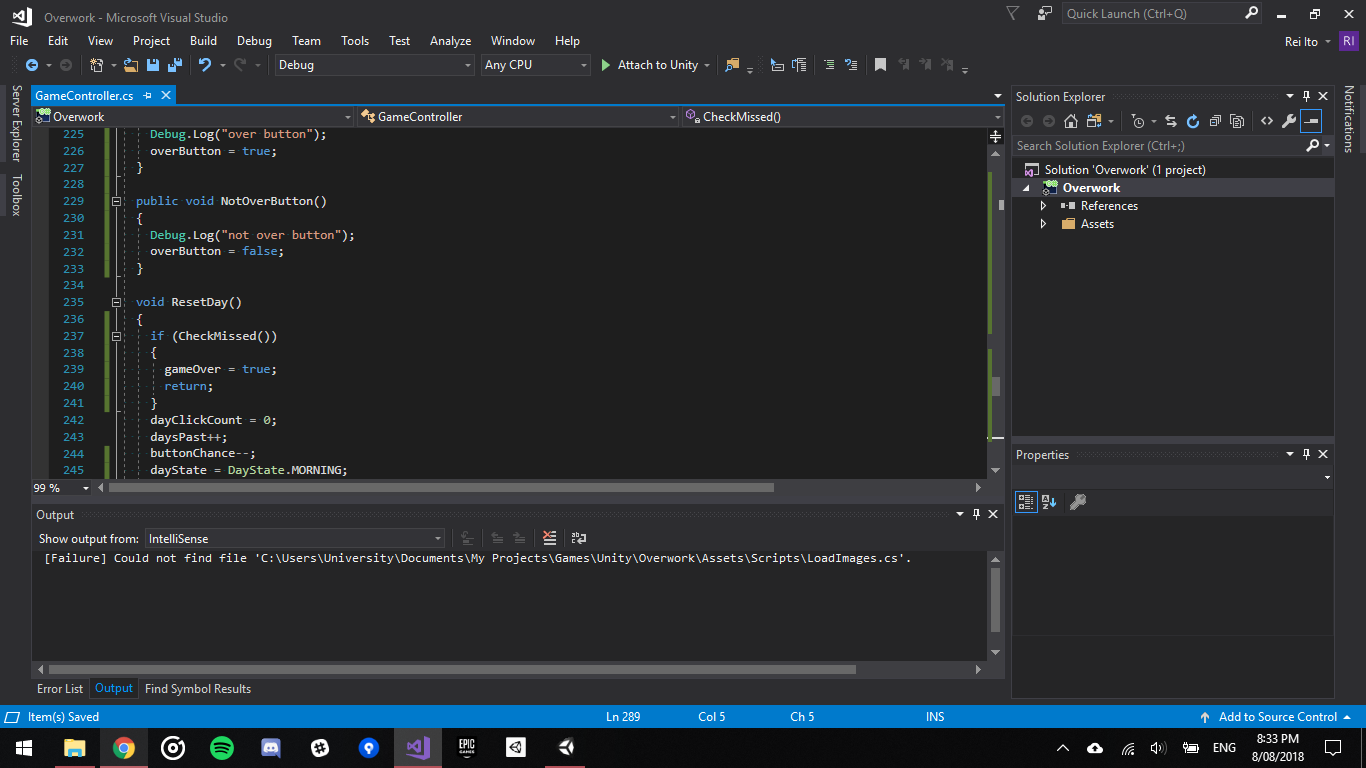 Overwork - Microsoft Visual Studio
Quick Launch (Ctrl+Q)
File Edit View Project Build Debug Team Tools Test Analyze Window Help
Rei Ito RI
Debug Any CPU Attach to Unity
Server Explorer
Toolbox
GameController.cs
Overwork GameController CheckMissed()
225 Debug.Log("over button");
226 overButton = true;
227 }
228
229 public void NotOverButton()
230 {
231 Debug.Log("not over button");
232 overButton = false;
233 }
234
235 void ResetDay()
236 {
237 if (CheckMissed())
238 {
239 gameOver = true;
240 return;
241 }
242 dayClickCount = 0;
243 daysPast++;
244 buttonChance--;
245 dayState = DayState.MORNING;
99 %
Output
Show output from: IntelliSense
[Failure] Could not find file 'C:\Users\University\Documents\My Projects\Games\Unity\Overwork\Assets\Scripts\LoadImages.cs'.
Error List Output Find Symbol Results
Solution Explorer
Search Solution Explorer (Ctrl+;)
Solution 'Overwork' (1 project)
Overwork
References
Assets
Properties
Notifications
Item(s) Saved Ln 289 Col 5 Ch 5 INS Add to Source Control
EPIC
GAMES
ENG
8:33 PM
8/08/2018